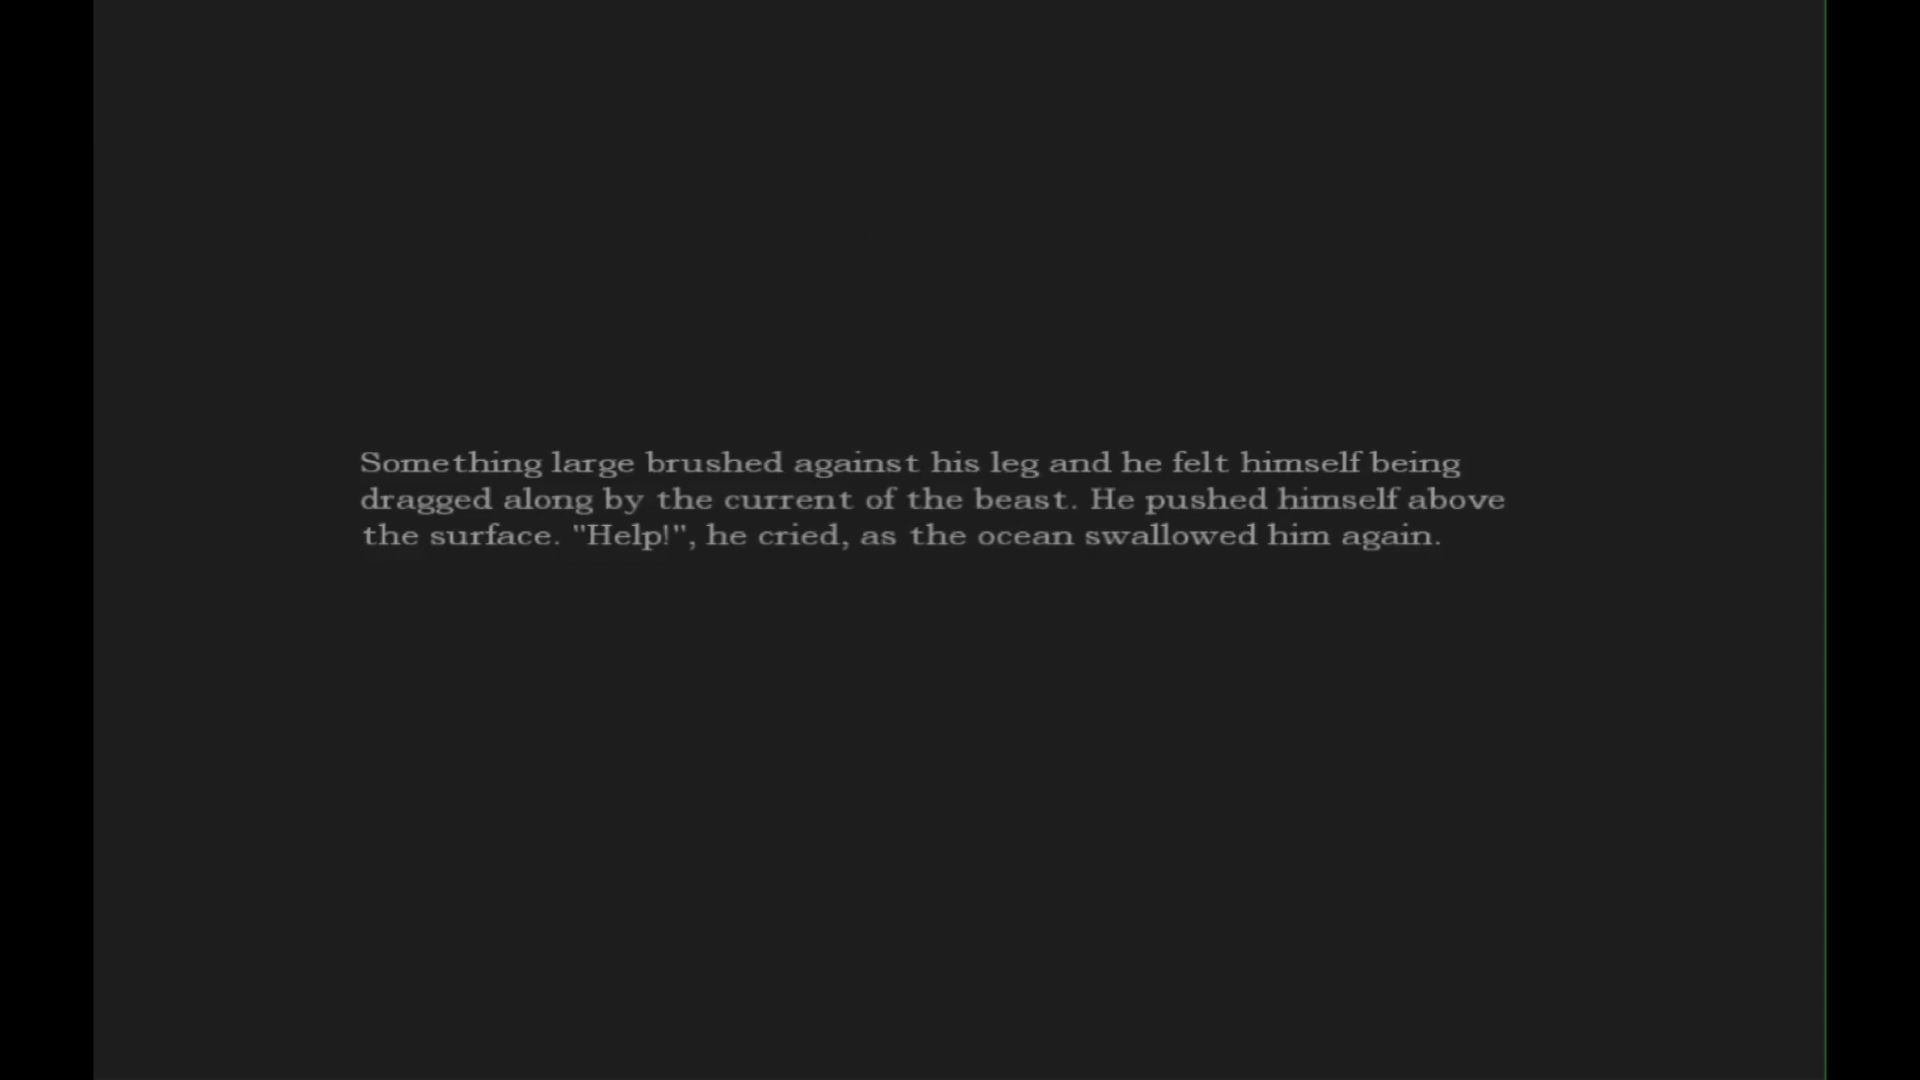 Something large brushed against his leg and he felt himself being
dragged along by the current of the beast. He pushed himself above
the surface. "Help!", he cried, as the ocean swallowed him again.